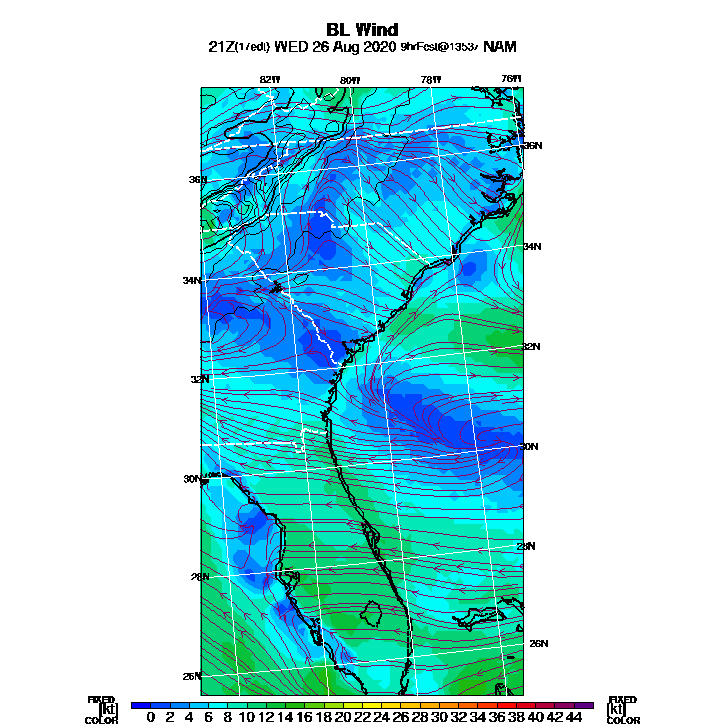 BL Wind
21Z(17edt) WED 26 Aug 2020 9hrFcst@1353z NAM
82W 80W 78W 76W
36N
36N
34N
34N
32N
32N
30N
30N
28N
28N
26N
26N
FIXED FIXED
[kt] 0 2 4 6 8 10 12 14 16 18 20 22 24 26 28 30 32 34 36 38 40 42 44 [kt]
COLOR COLOR